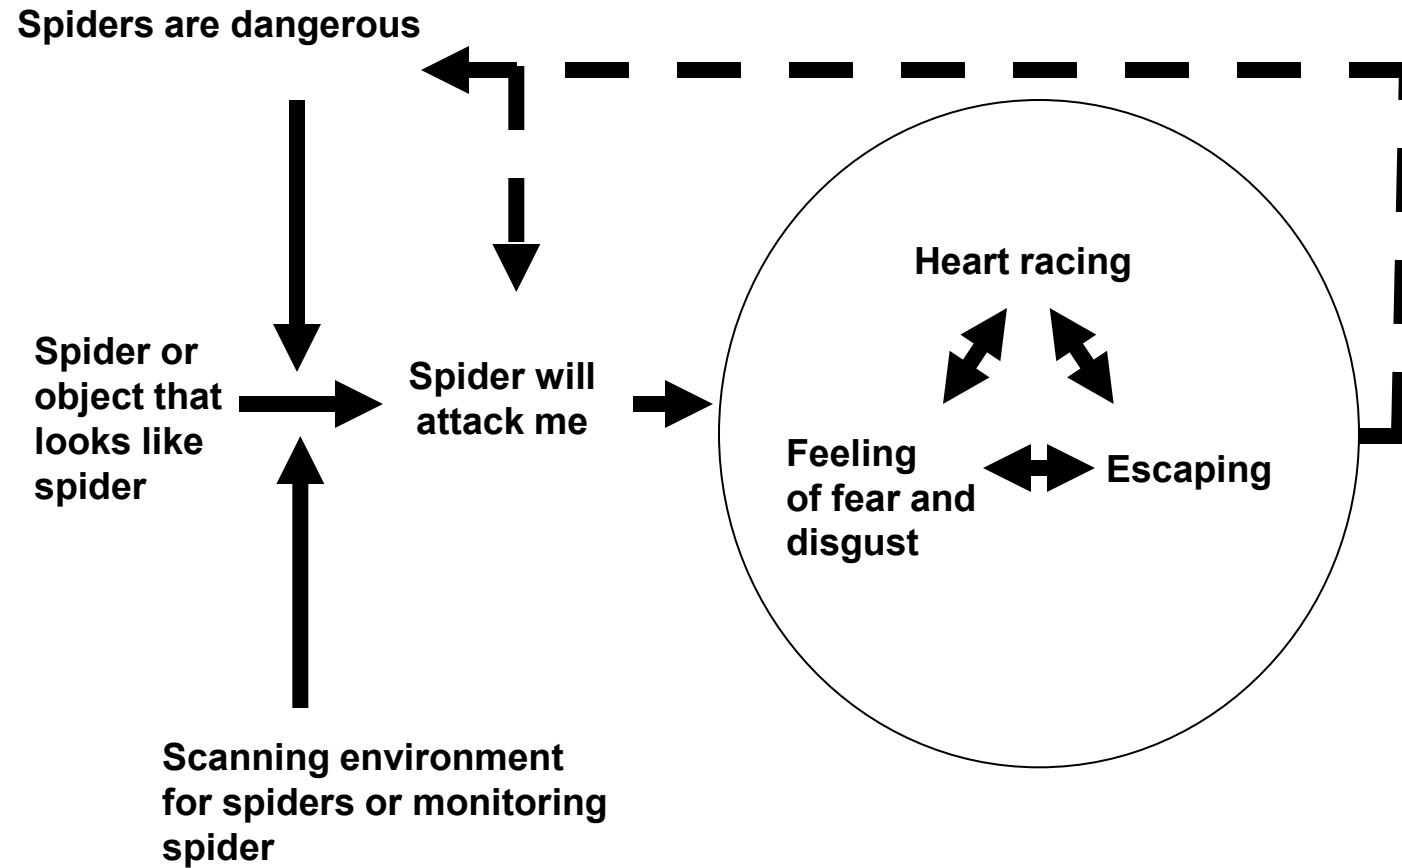 Spiders are dangerous
Heart racing
Spider or
object that
looks like
spider
Spider will
attack me
Feeling
of fear and
disgust
Escaping
Scanning environment
for spiders or monitoring
spider